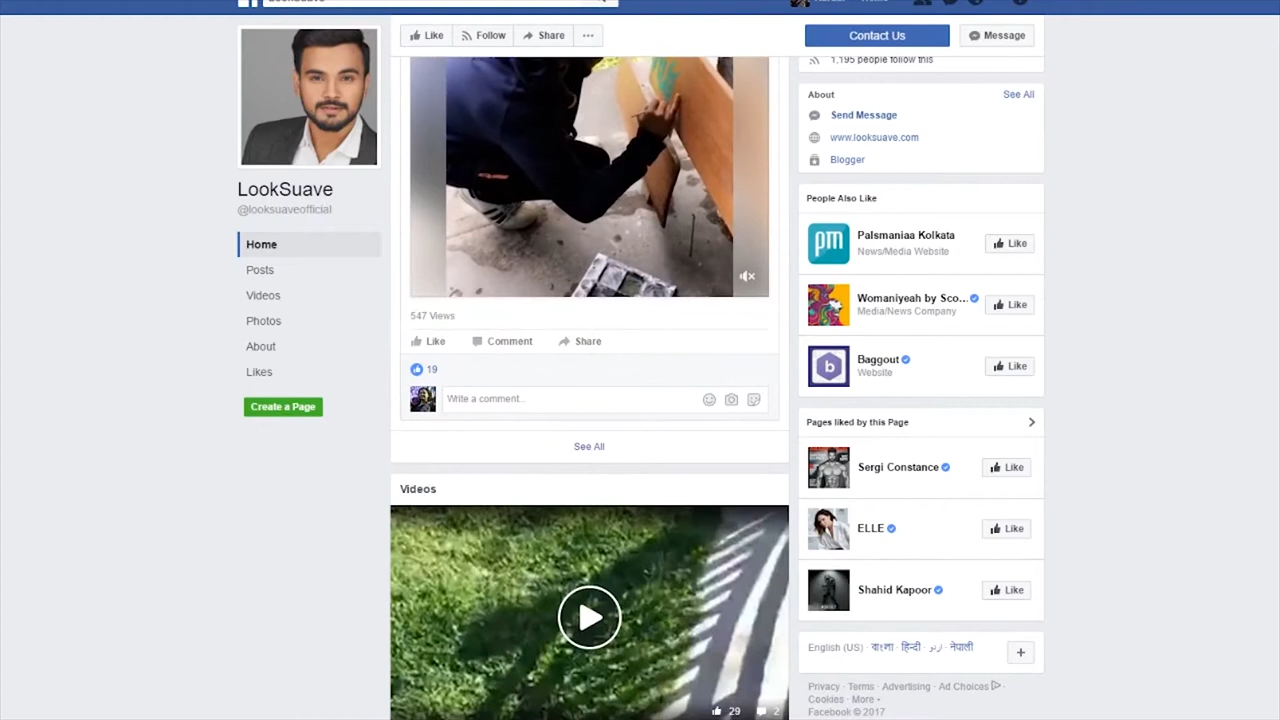 Like Follow Share ...
Contact Us Message
LookSuave
@looksuaveofficial
Home
Posts
Videos
Photos
About
Likes
Create a Page
547 Views
Like Comment Share
19
Write a comment...
See All
Videos
29 2
1,195 people follow this
About See All
Send Message
www.looksuave.com
Blogger
People Also Like
pm
Palsmaniaa Kolkata
News/Media Website
Like
Womaniyeah by Sco...
Media/News Company
Like
b
Baggout
Website
Like
Pages liked by this Page
Sergi Constance
Like
ELLE
Like
Shahid Kapoor
Like
English (US) · বাংলা · हिन्दी · اردو · नेपाली
Privacy · Terms · Advertising · Ad Choices ·
Cookies · More
Facebook © 2017